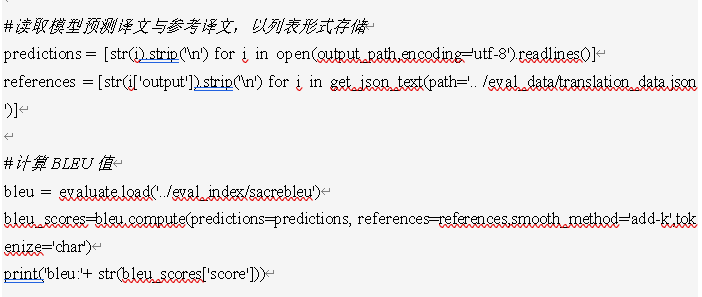 #读取模型预测译文与参考译文，以列表形式存储
predictions = [str(i).strip('\n') for i in open(output_path,encoding='utf-8').readlines()]
references = [str(i['output']).strip('\n') for i in get_json_text(path='.. /eval_data/translation_data.json
')]
#计算 BLEU 值
bleu = evaluate.load('../eval_index/sacrebleu')
bleu_scores=bleu.compute(predictions=predictions, references=references,smooth_method='add-k',tok
enize='char')
print('bleu:'+ str(bleu_scores['score']))